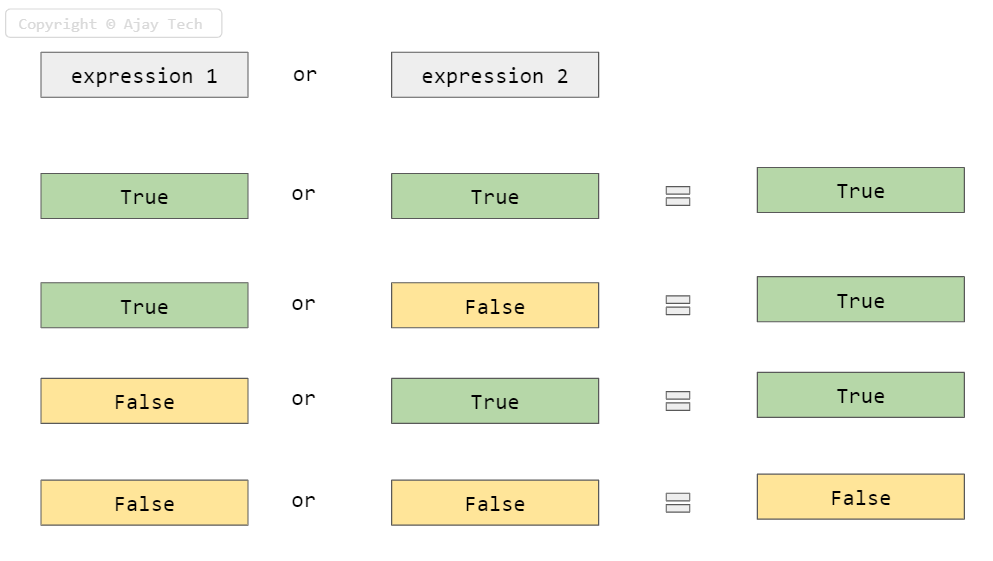 Copyright © Ajay Tech
expression 1 or expression 2
True or True = True
True or False = True
False or True = True
False or False = False